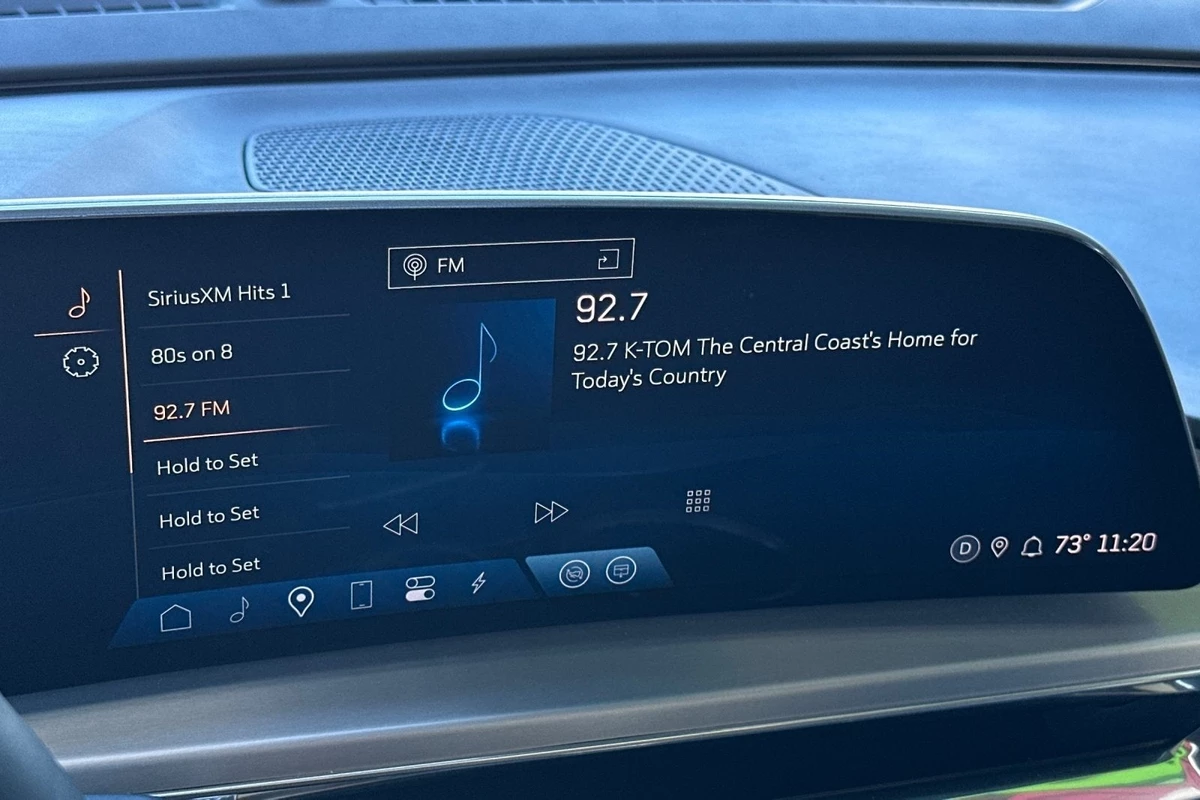 SiriusXM Hits 1
80s on 8
92.7 FM
Hold to Set
Hold to Set
Hold to Set
FM
92.7
92.7 K-TOM The Central Coast's Home for
Today's Country
D
73° 11:20